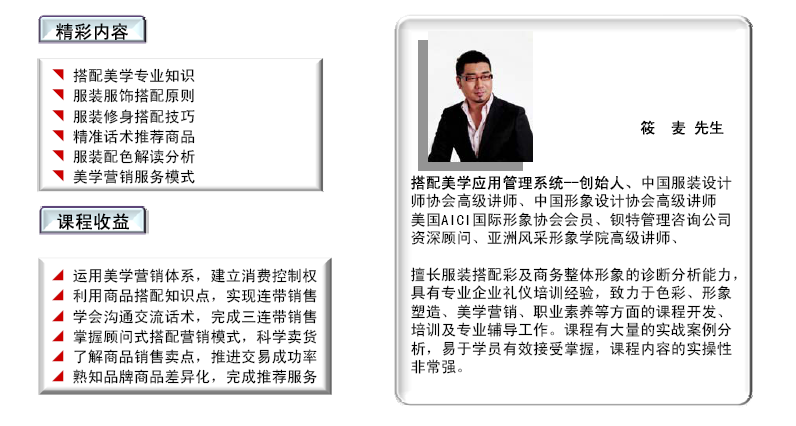 精彩内容
搭配美学专业知识
服装服饰搭配原则
服装修身搭配技巧
精准话术推荐商品
服装配色解读分析
美学营销服务模式
课程收益
运用美学营销体系，建立消费控制权
利用商品搭配知识点，实现连带销售
学会沟通交流话术，完成三连带销售
掌握顾问式搭配营销模式，科学卖货
了解商品销售卖点，推进交易成功率
熟知品牌商品差异化，完成推荐服务
筱　麦 先生
搭配美学应用管理系统--创始人、中国服装设计
师协会高级讲师、中国形象设计协会高级讲师
美国AICI国际形象协会会员、钡特管理咨询公司
资深顾问、亚洲风采形象学院高级讲师、
擅长服装搭配彩及商务整体形象的诊断分析能力，
具有专业企业礼仪培训经验，致力于色彩、形象
塑造、美学营销、职业素养等方面的课程开发、
培训及专业辅导工作。课程有大量的实战案例分
析，易于学员有效接受掌握，课程内容的实操性
非常强。